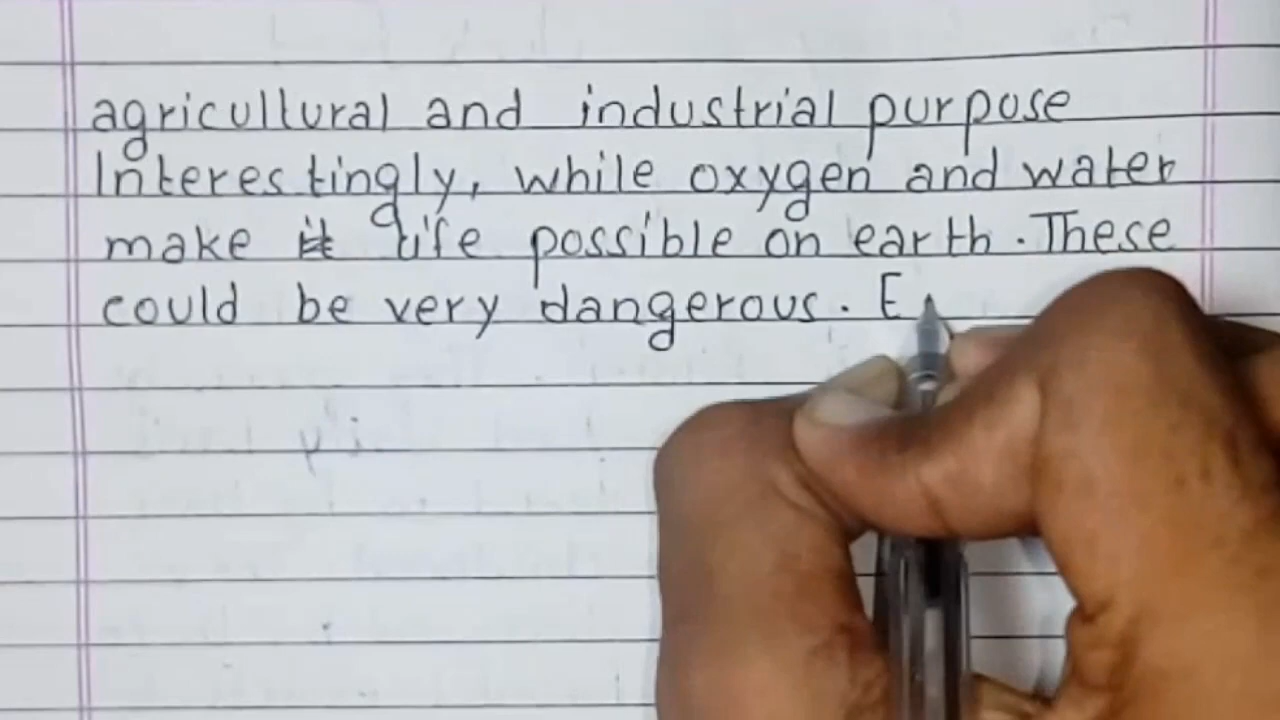 agricultural and industrial purpose
Interestingly, while oxygen and water
make life possible on earth. These
could be very dangerous. E